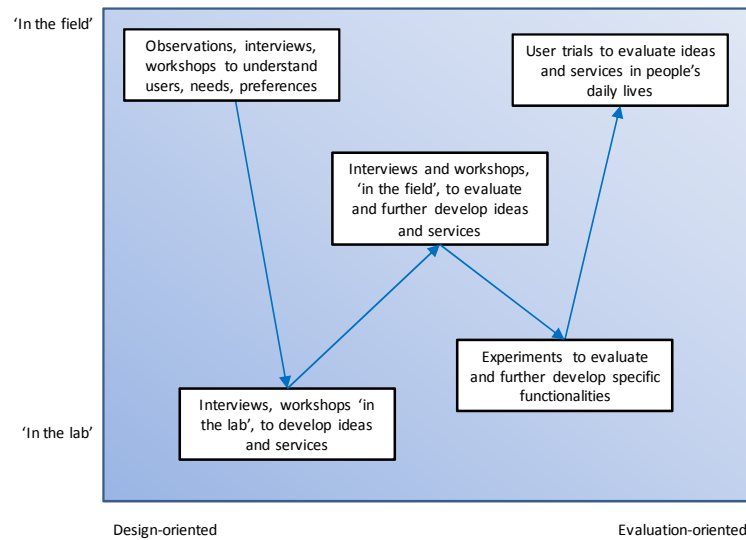 ‘In the field’
Observations, interviews,
workshops to understand
users, needs, preferences
User trials to evaluate ideas
and services in people’s
daily lives
Interviews and workshops,
‘in the field’, to evaluate
and further develop ideas
and services
Experiments to evaluate
and further develop specific
functionalities
Interviews, workshops ‘in
the lab’, to develop ideas
and services
‘In the lab’
Design-oriented
Evaluation-oriented